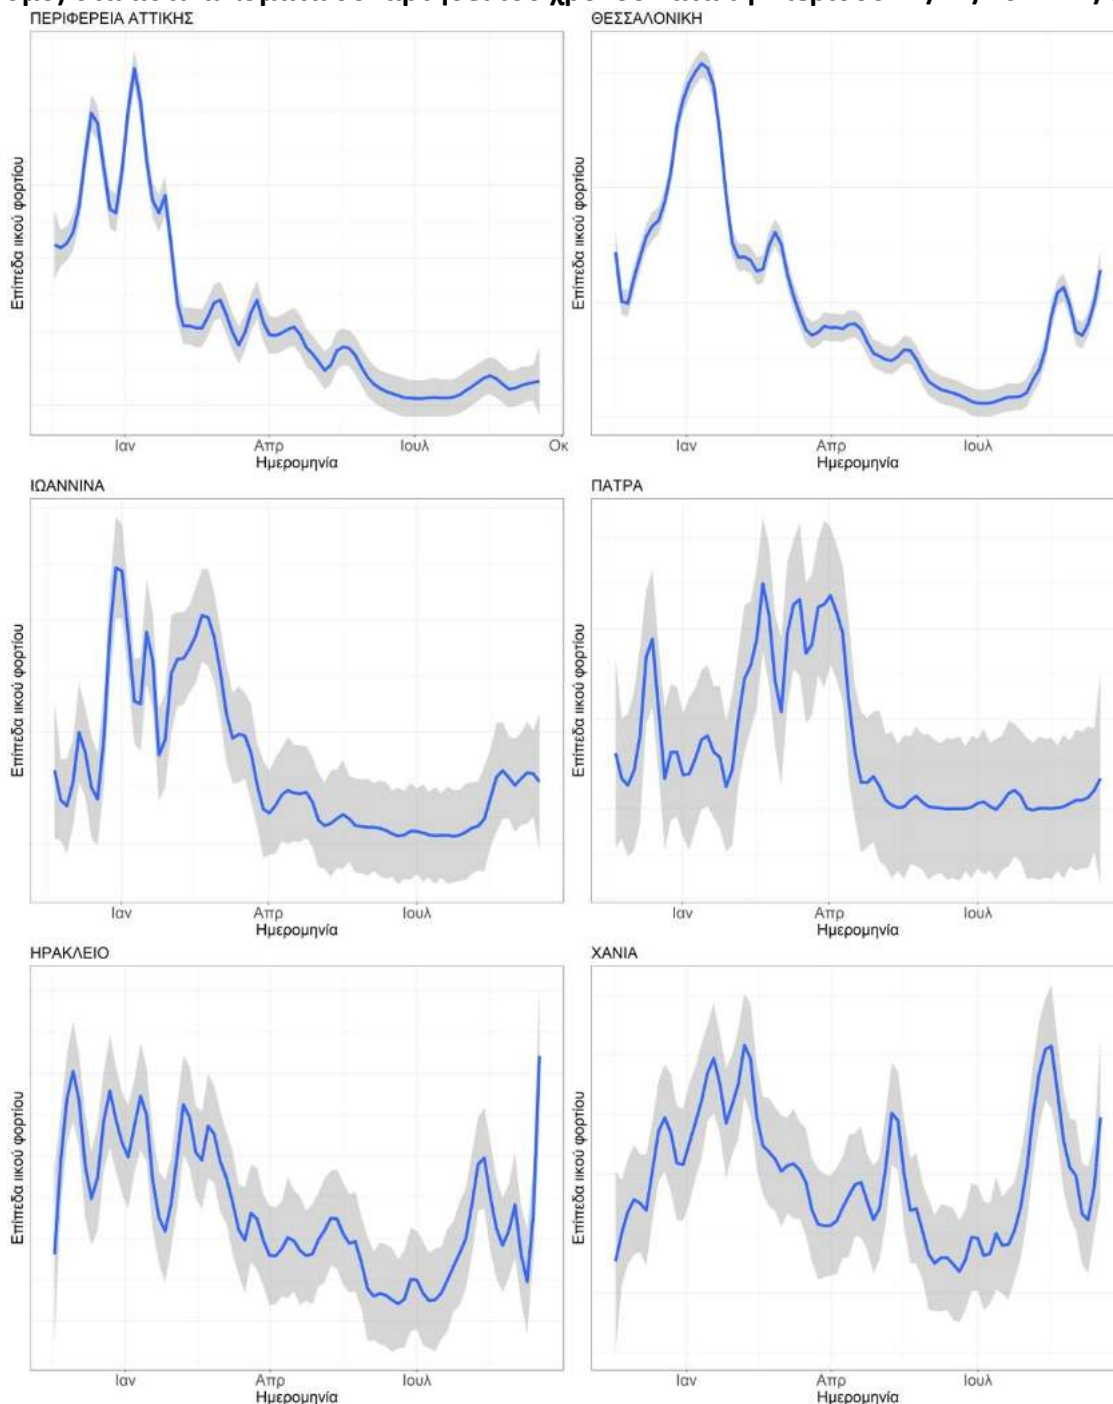 ΠΕΡΙΦΕΡΕΙΑ ΑΤΤΙΚΗΣ
Επίπεδα ιικού φορτίου
Ιαν Απρ Ιουλ Οκ
Ημερομηνία
ΘΕΣΣΑΛΟΝΙΚΗ
Επίπεδα ιικού φορτίου
Ιαν Απρ Ιουλ
Ημερομηνία
ΙΩΑΝΝΙΝΑ
Επίπεδα ιικού φορτίου
Ιαν Απρ Ιουλ
Ημερομηνία
ΠΑΤΡΑ
Επίπεδα ιικού φορτίου
Ιαν Απρ Ιουλ
Ημερομηνία
ΗΡΑΚΛΕΙΟ
Επίπεδα ιικού φορτίου
Ιαν Απρ Ιουλ
Ημερομηνία
ΧΑΝΙΑ
Επίπεδα ιικού φορτίου
Ιαν Απρ Ιουλ
Ημερομηνία